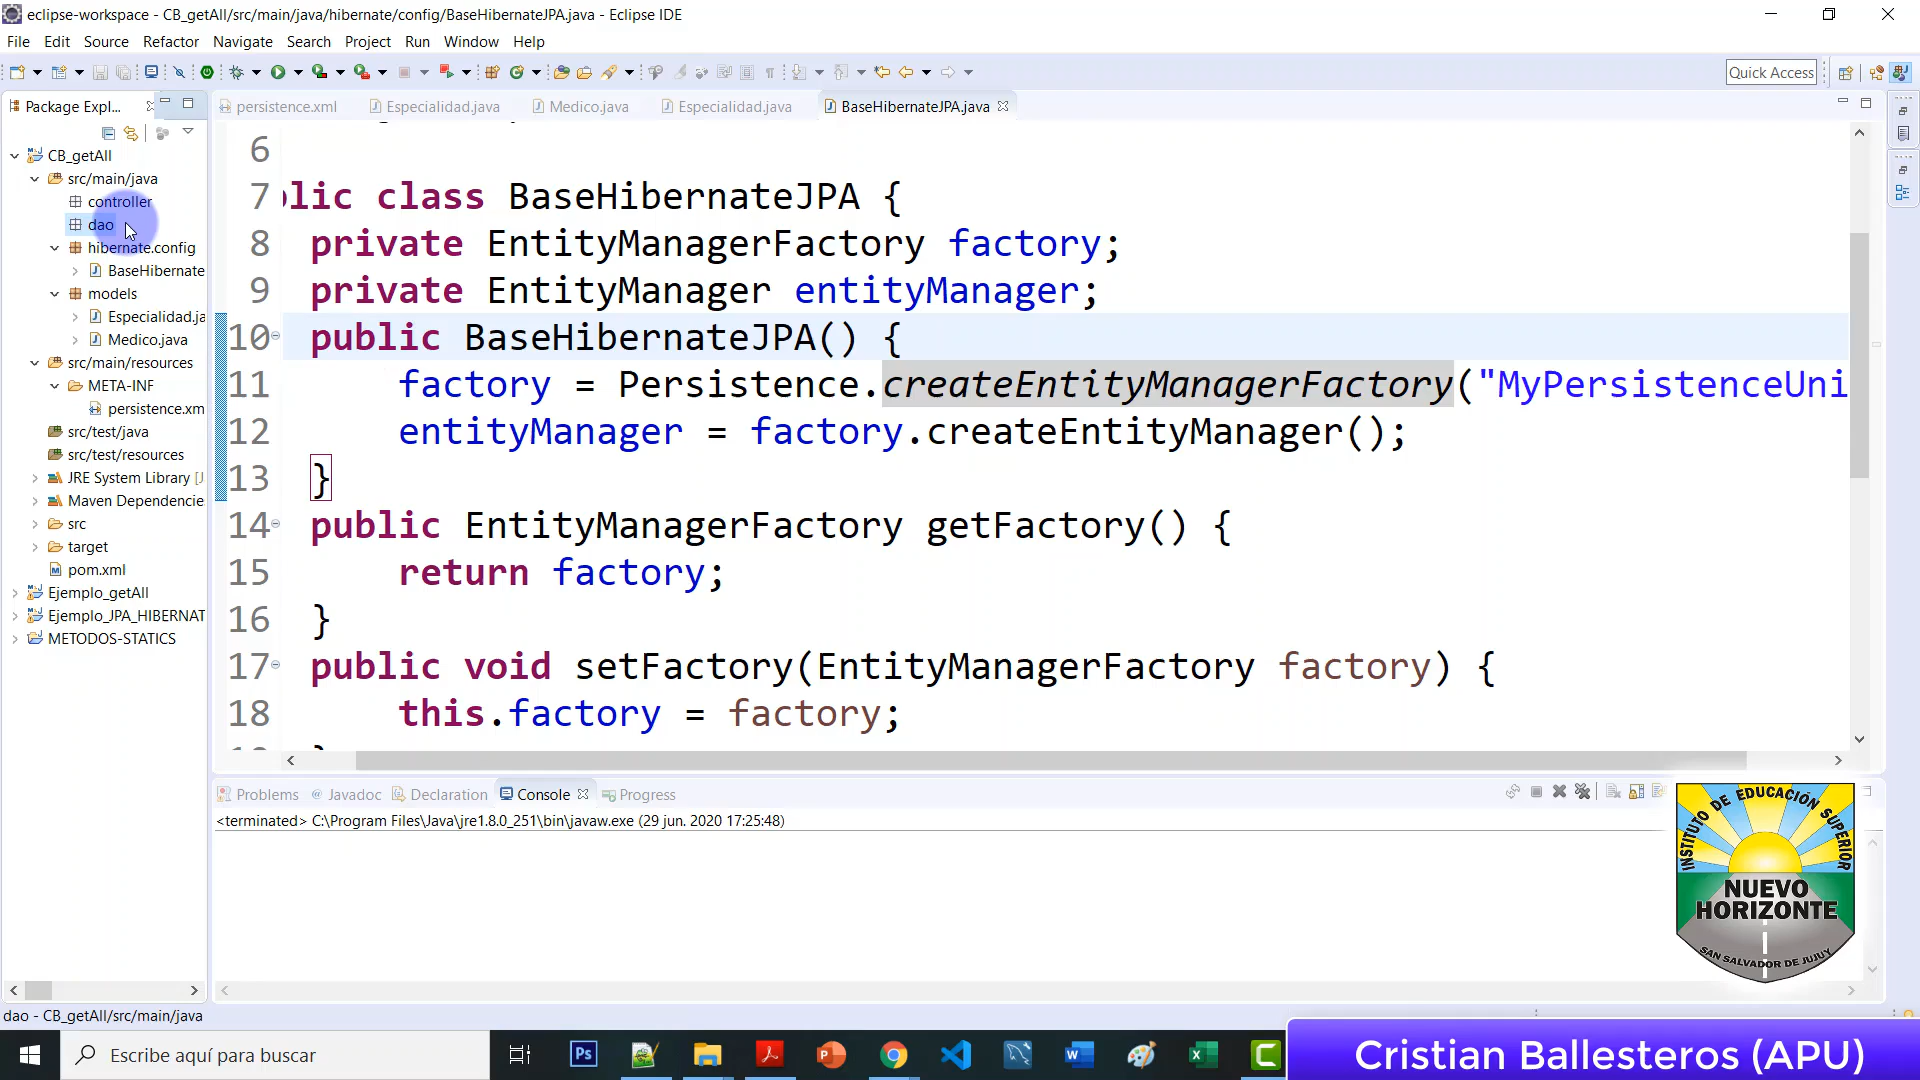 eclipse-workspace - CB_getAll/src/main/java/hibernate/config/BaseHibernateJPA.java - Eclipse IDE
File Edit Source Refactor Navigate Search Project Run Window Help
Quick Access
Package Expl...
persistence.xml Especialidad.java Medico.java Especialidad.java BaseHibernateJPA.java
CB_getAll
src/main/java
controller
dao
hibernate.config
BaseHibernate
models
Especialidad.ja
Medico.java
src/main/resources
META-INF
persistence.xm
src/test/java
src/test/resources
JRE System Library [J
Maven Dependencie
src
target
pom.xml
Ejemplo_getAll
Ejemplo_JPA_HIBERNAT
METODOS-STATICS
6
7 blic class BaseHibernateJPA {
8 private EntityManagerFactory factory;
9 private EntityManager entityManager;
10 public BaseHibernateJPA() {
11 factory = Persistence.createEntityManagerFactory("MyPersistenceUni
12 entityManager = factory.createEntityManager();
13 }
14 public EntityManagerFactory getFactory() {
15 return factory;
16 }
17 public void setFactory(EntityManagerFactory factory) {
18 this.factory = factory;
Problems @ Javadoc Declaration Console Progress
<terminated> C:\Program Files\Java\jre1.8.0_251\bin\javaw.exe (29 jun. 2020 17:25:48)
INSTITUTO DE EDUCACIÓN SUPERIOR
NUEVO
HORIZONTE
SAN SALVADOR DE JUJUY
dao - CB_getAll/src/main/java
Escribe aquí para buscar
Cristian Ballesteros (APU)